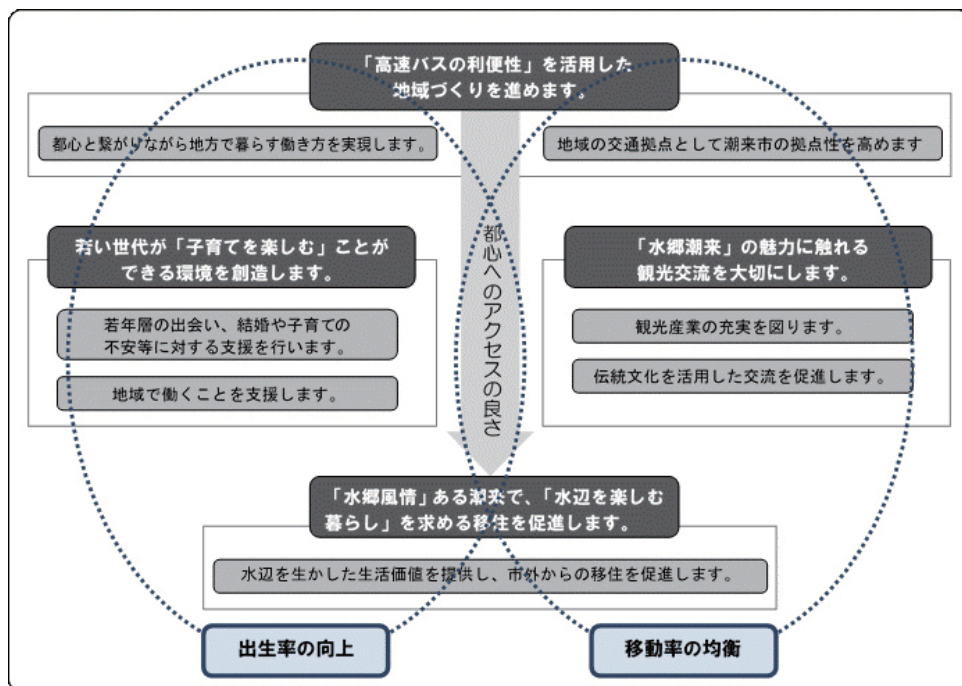 「高速バスの利便性」を活用した
地域づくりを進めます。
都心と繋がりながら地方で暮らす働き方を実現します。
地域の交通拠点として潮来市の拠点性を高めます
都心へのアクセスの良さ
若い世代が「子育てを楽しむ」ことが
できる環境を創造します。
若年層の出会い、結婚や子育ての
不安等に対する支援を行います。
地域で働くことを支援します。
「水郷潮来」の魅力に触れる
観光交流を大切にします。
観光産業の充実を図ります。
伝統文化を活用した交流を促進します。
「水郷風情」ある潮来で、「水辺を楽しむ
暮らし」を求める移住を促進します。
水辺を生かした生活価値を提供し、市外からの移住を促進します。
出生率の向上
移動率の均衡